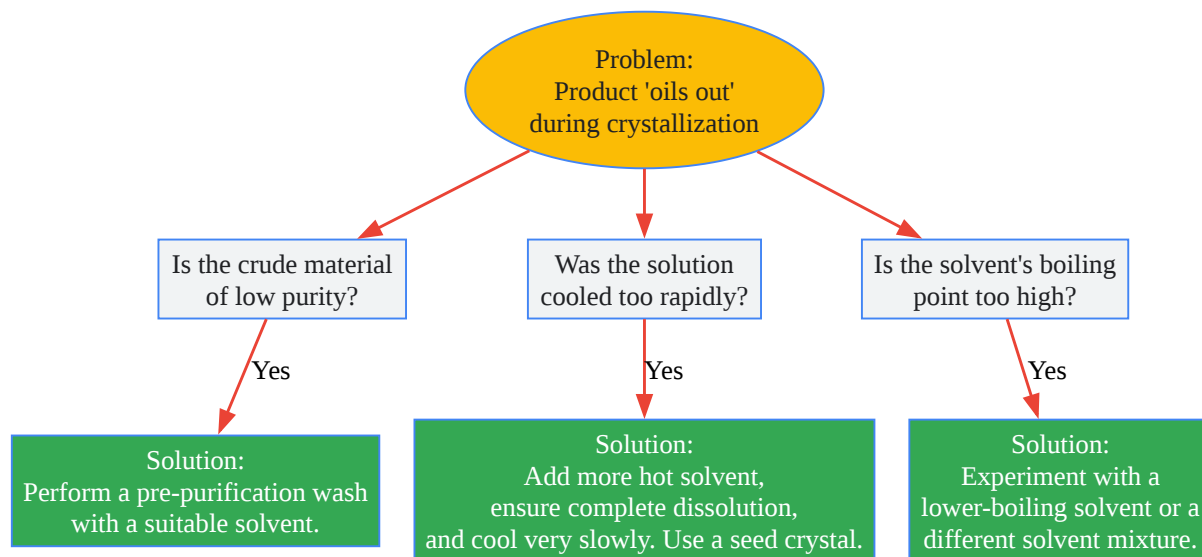 Problem:
Product 'oils out'
during crystallization
Is the crude material
of low purity?
Was the solution
cooled too rapidly?
Is the solvent's boiling
point too high?
Yes
Yes
Yes
Solution:
Perform a pre-purification wash
with a suitable solvent.
Solution:
Add more hot solvent,
ensure complete dissolution,
and cool very slowly. Use a seed crystal.
Solution:
Experiment with a
lower-boiling solvent or a
different solvent mixture.